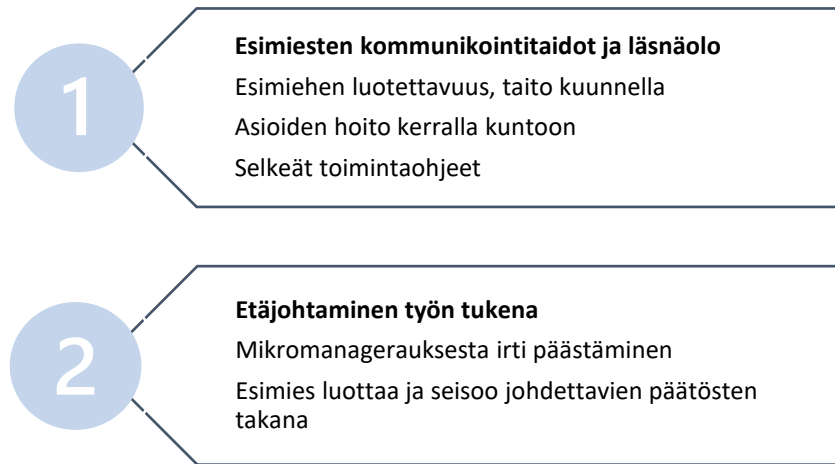 1
Esimiesten kommunikointitaidot ja läsnäolo
Esimiehen luotettavuus, taito kuunnella
Asioiden hoito kerralla kuntoon
Selkeät toimintaohjeet
2
Etäjohtaminen työn tukena
Mikromanagerauksesta irti päästäminen
Esimies luottaa ja seisoo johdettavien päätösten
takana